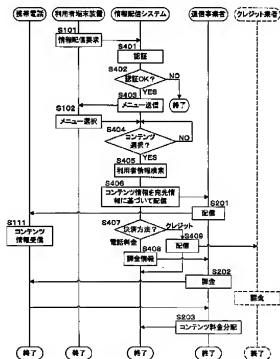 携帯電話
利用者端末装置
情報配信システム
通信事業者
クレジット業者
S101
情報配信要求
S401
認証
S402
認証OK?
NO
終了
YES
S403
メニュー送信
S102
メニュー選択
S404
コンテンツ
選択?
NO
YES
S405
利用者情報検索
S406
コンテンツ情報を宛先情
報に基づいて配信
S201
配信
S111
コンテンツ
情報受信
S407
決済方法?
クレジット
電話料金
S409
配信
S408
課金情報
S202
課金
課金
S203
コンテンツ料金分配
終了
終了
終了
終了
終了